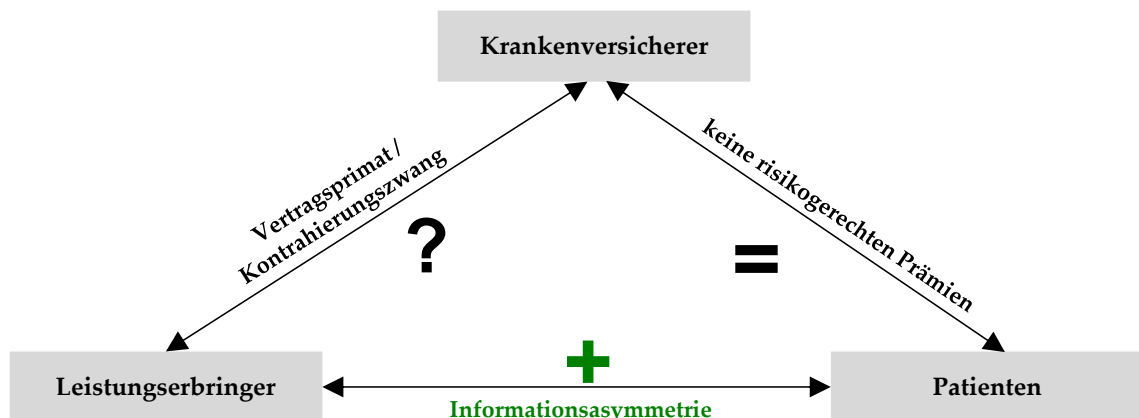 Krankenversicherer
Vertragsprimat /
Kontrahierungszwang
keine risikogerechten Prämien
?
=
+
Leistungserbringer
Informationsasymmetrie
Patienten